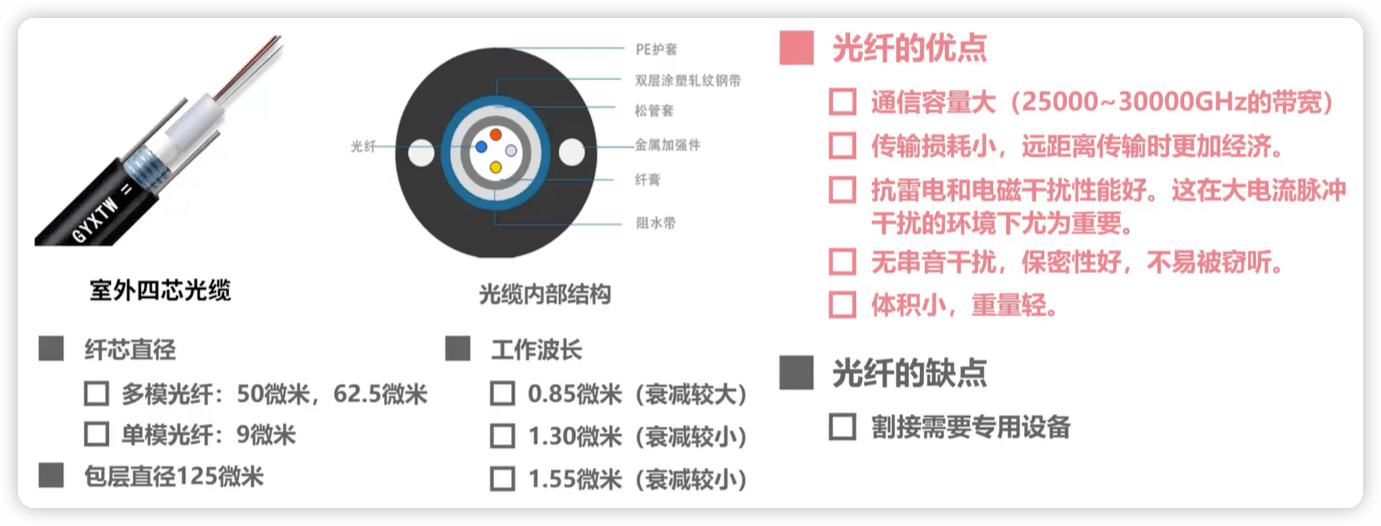 GYXTW =
室外四芯光缆
PE护套
双层涂塑轧纹钢带
松管套
光纤
金属加强件
纤膏
阻水带
光缆内部结构
纤芯直径
多模光纤：50微米，62.5微米
单模光纤：9微米
包层直径125微米
工作波长
0.85微米（衰减较大）
1.30微米（衰减较小）
1.55微米（衰减较小）
光纤的优点
通信容量大（25000~30000GHz的带宽）
传输损耗小，远距离传输时更加经济。
抗雷电和电磁干扰性能好。这在大电流脉冲
干扰的环境下尤为重要。
无串音干扰，保密性好，不易被窃听。
体积小，重量轻。
光纤的缺点
割接需要专用设备